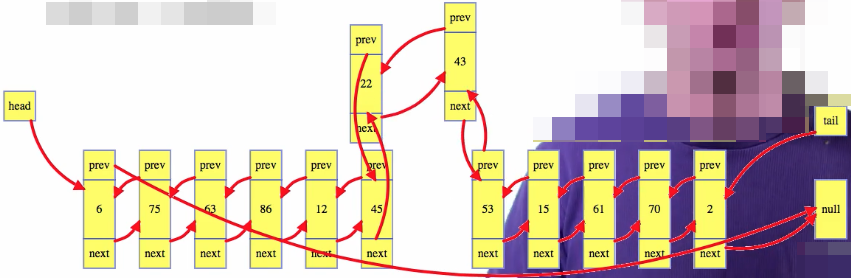 prev
prev
43
22
next
next
head
tail
prev prev prev prev prev prev prev prev prev prev prev
6 75 63 86 12 45 53 15 61 70 2 null
next next next next next next next next next next next